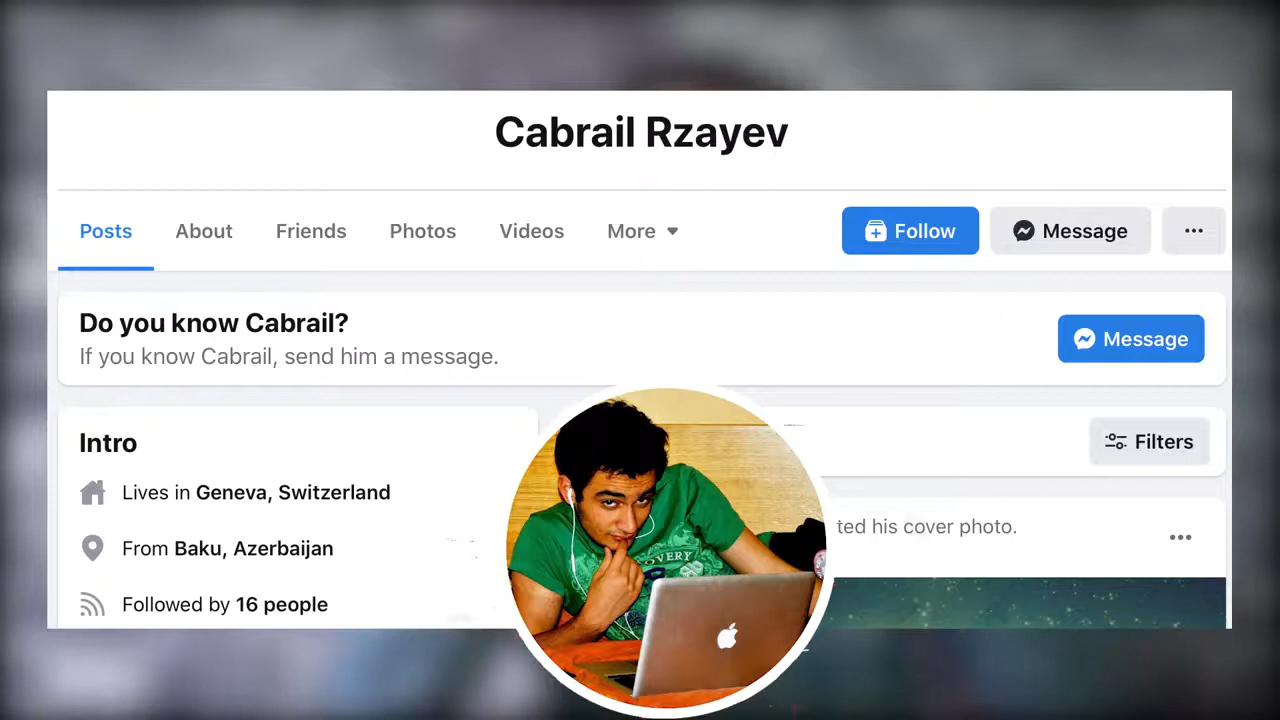 Cabrail Rzayev
Posts About Friends Photos Videos More Follow Message
Do you know Cabrail?
If you know Cabrail, send him a message.
Message
Intro
Filters
Lives in Geneva, Switzerland
ted his cover photo.
From Baku, Azerbaijan
Followed by 16 people
OVERY